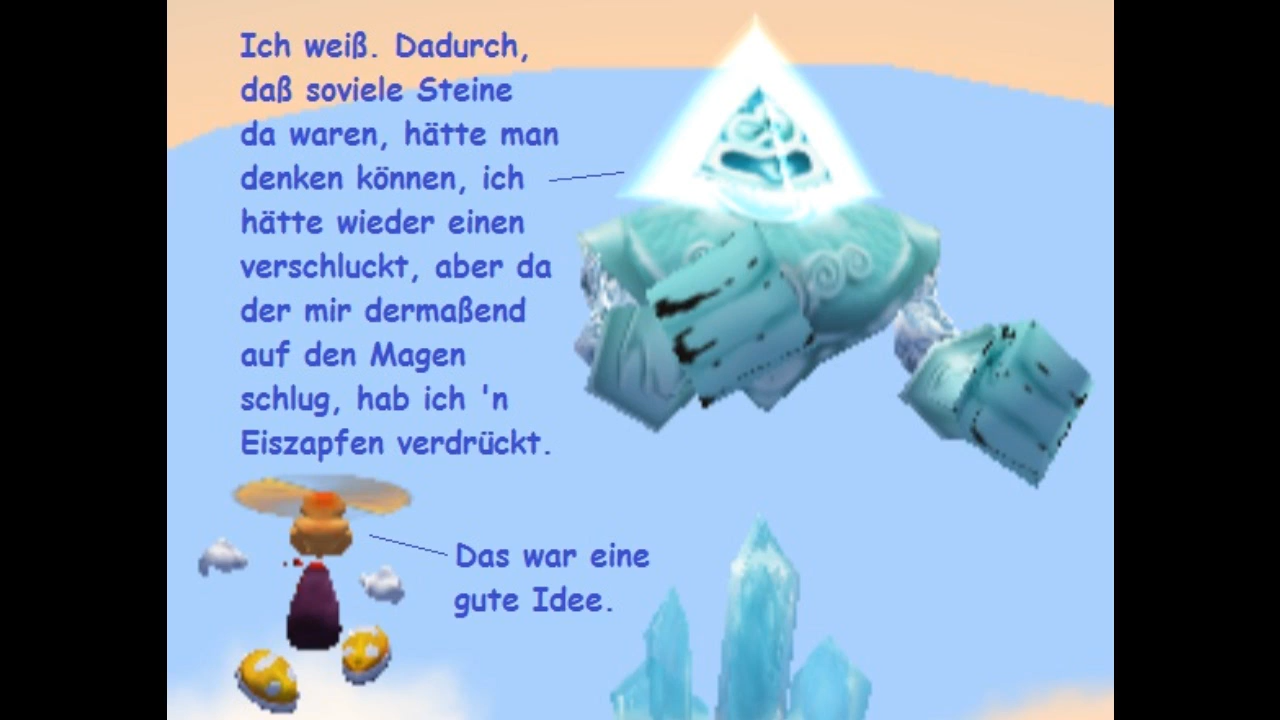 Ich weiß. Dadurch,
daß soviele Steine
da waren, hätte man
denken können, ich
hätte wieder einen
verschluckt, aber da
der mir dermaßend
auf den Magen
schlug, hab ich 'n
Eiszapfen verdrückt.
Das war eine
gute Idee.